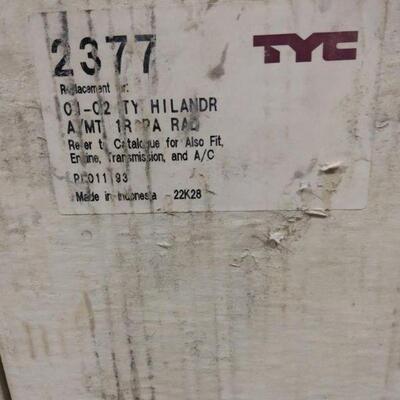 2377
TYC
Replacement for:
01-02 TY HILANDR
A/MT 1R PA RAD
Refer to Catalogue for Also Fit,
Engine, Transmission, and A/C
Made in Indonesia - 22K28